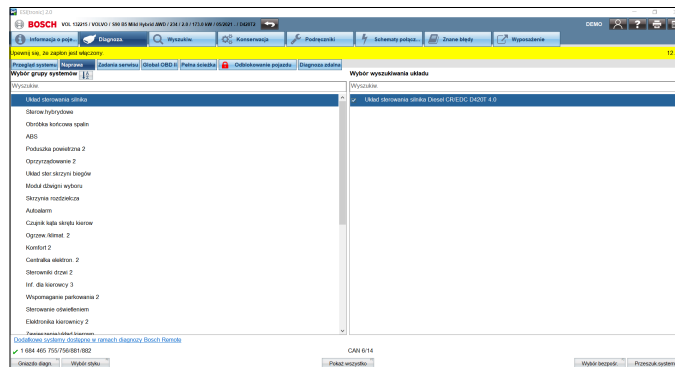 ESI[tronic] 2.0
BOSCH VOL 132215 / VOLVO / S90 B5 Mild Hybrid AWD / 234 / 2.0 / 173.0 kW / 05/2021 - / D420T2 DEMO ?
Informacja o poje.. Diagnoza. Wyszukiw. Konserwacja Podręczniki Schematy połącz.. Znane błędy Wyposażenie
Upewnij się, że zapłon jest włączony. 12.
Przegląd systemu Naprawa Zadania serwisu Global OBD II Pełna ścieżka Odblokowanie pojazdu Diagnoza zdalna
Wybór grupy systemów Wybór wyszukiwania układu
Wyszukiw. Wyszukiw.
Układ sterowania silnika Układ sterowania silnika Diesel CR/EDC D420T 4.0
Sterow.hybrydowe
Obróbka końcowa spalin
ABS
Poduszka powietrzna 2
Oprzyrządowanie 2
Układ ster.skrzyni biegów
Moduł dźwigni wyboru
Skrzynia rozdzielcza
Autoalarm
Czujnik kąta skrętu kierow
Ogrzew./klimat. 2
Komfort 2
Centralka elektron. 2
Sterowniki drzwi 2
Inf. dla kierowcy 3
Wspomaganie parkowania 2
Sterowanie oświetleniem
Elektronika kierownicy 2
Dodatkowe systemy dostępne w ramach diagnozy Bosch Remote
1 684 465 755/756/881/882 CAN 6/14
Gniazdo diagn. Wybór styku Pokaż wszystko Wybór bezpośr. Przeszuk.system